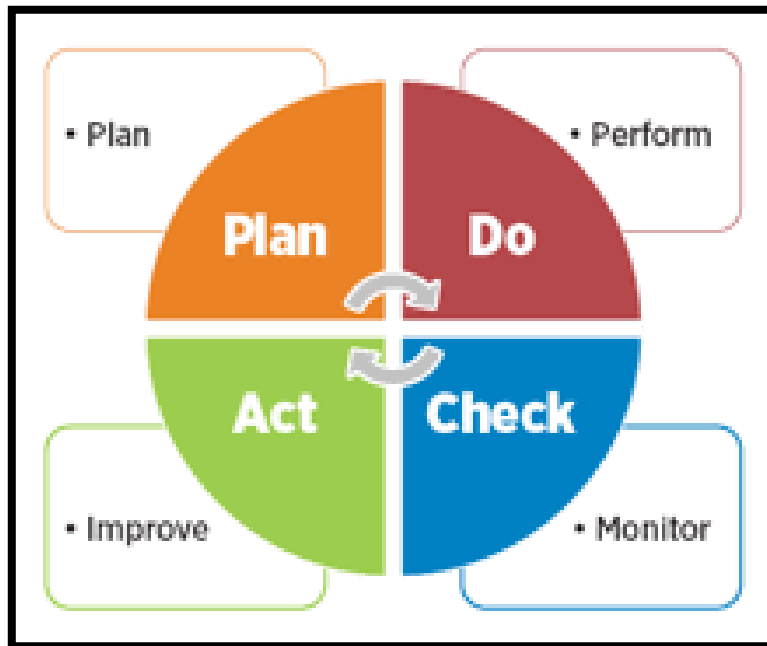 • Plan
• Perform
Plan
Do
Act
Check
• Improve
• Monitor